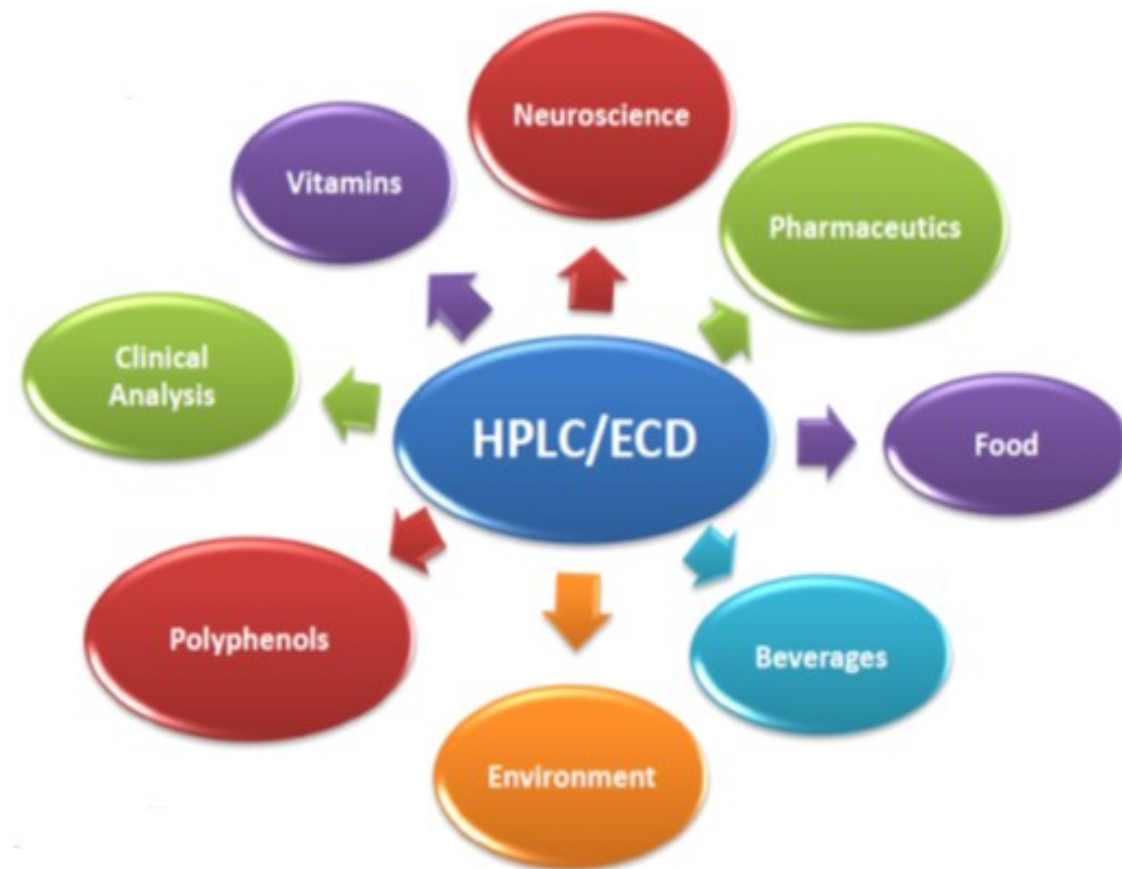 Neuroscience
Vitamins
Pharmaceutics
Clinical
Analysis
HPLC/ECD
Food
Polyphenols
Beverages
Environment